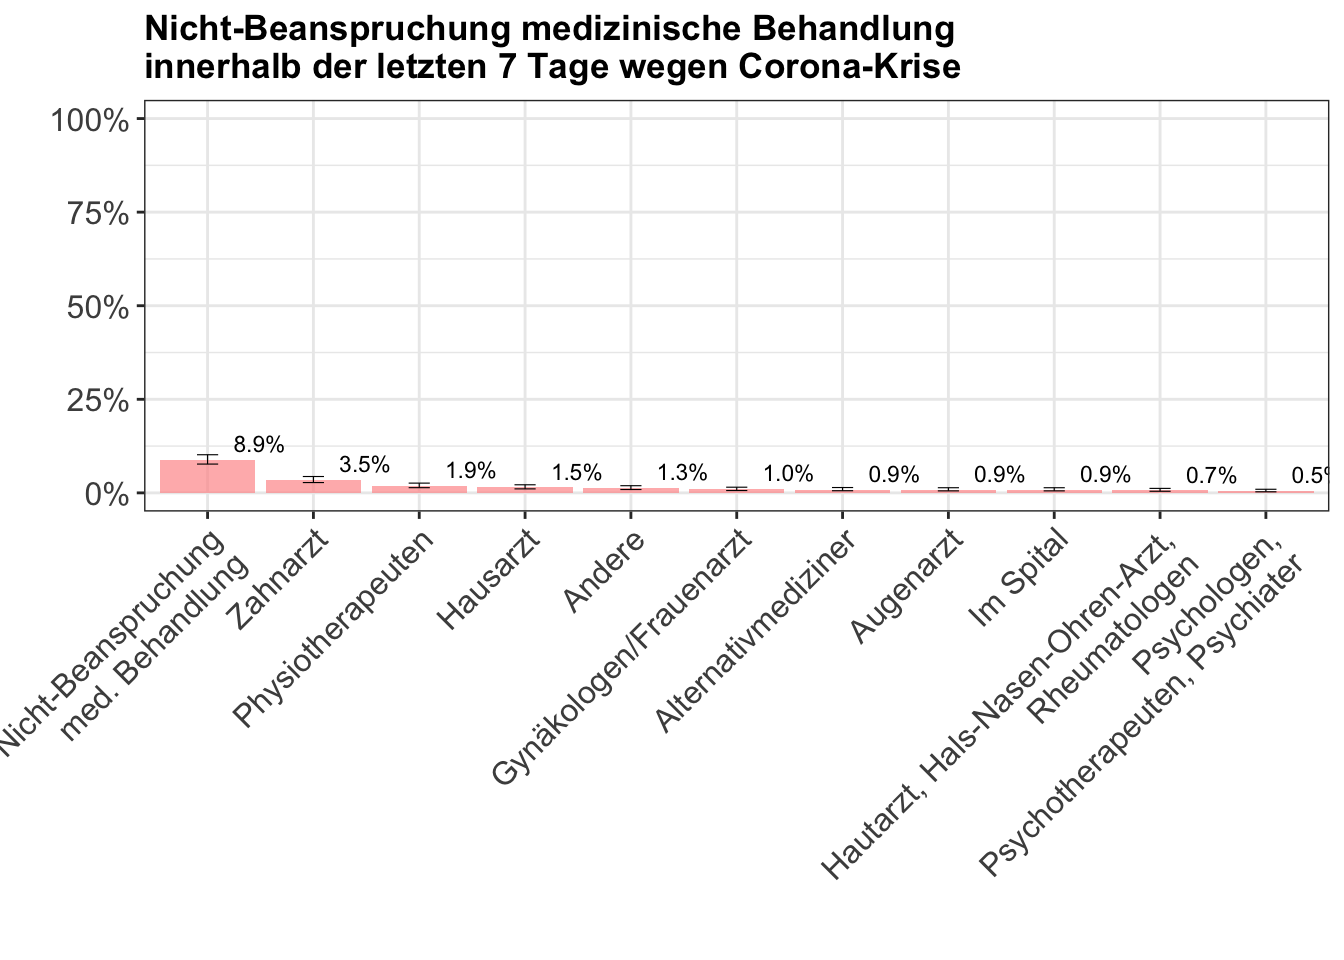 Nicht-Beanspruchung medizinische Behandlung
innerhalb der letzten 7 Tage wegen Corona-Krise
100%
75%
50%
25%
0%
8.9%
3.5%
1.9%
1.5%
1.3%
1.0%
0.9%
0.9%
0.9%
0.7%
0.5%
Nicht-Beanspruchung
med. Behandlung
Zahnarzt
Physiotherapeuten
Hausarzt
Andere
Gynäkologen/Frauenarzt
Alternativmediziner
Augenarzt
Im Spital
Hautarzt, Hals-Nasen-Ohren-Arzt,
Rheumatologen
Psychologen,
Psychotherapeuten, Psychiater